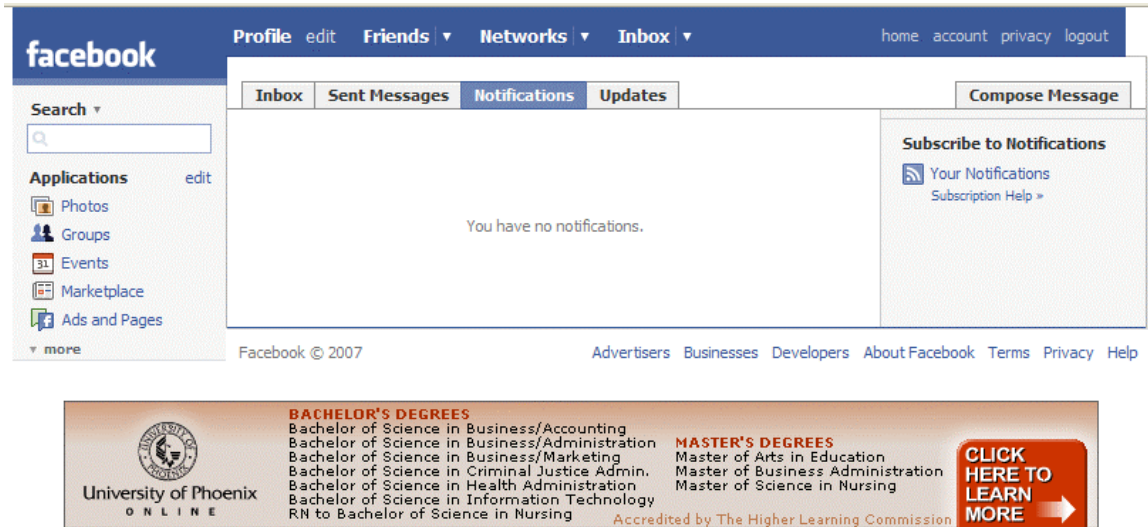 facebook
Profile edit Friends ▾ Networks ▾ Inbox ▾ home account privacy logout
Search ▾
Applications edit
Photos
Groups
31 Events
Marketplace
Ads and Pages
▾ more
Inbox Sent Messages Notifications Updates Compose Message
You have no notifications.
Subscribe to Notifications
Your Notifications
Subscription Help »
Facebook © 2007 Advertisers Businesses Developers About Facebook Terms Privacy Help
University of Phoenix
ONLINE
BACHELOR'S DEGREES
Bachelor of Science in Business/Accounting
Bachelor of Science in Business/Administration
Bachelor of Science in Business/Marketing
Bachelor of Science in Criminal Justice Admin.
Bachelor of Science in Health Administration
Bachelor of Science in Information Technology
RN to Bachelor of Science in Nursing
MASTER'S DEGREES
Master of Arts in Education
Master of Business Administration
Master of Science in Nursing
Accredited by The Higher Learning Commission
CLICK
HERE TO
LEARN
MORE